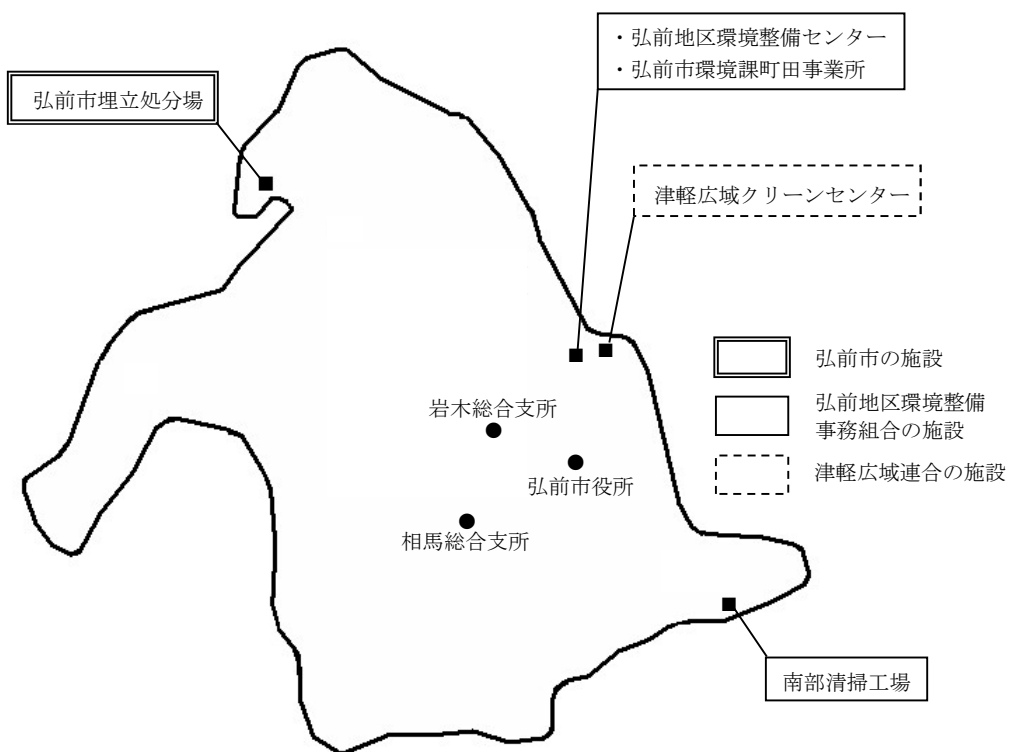 ・弘前地区環境整備センター
・弘前市環境課町田事業所
弘前市埋立処分場
津軽広域クリーンセンター
弘前市の施設
弘前地区環境整備
事務組合の施設
津軽広域連合の施設
岩木総合支所
弘前市役所
相馬総合支所
南部清掃工場